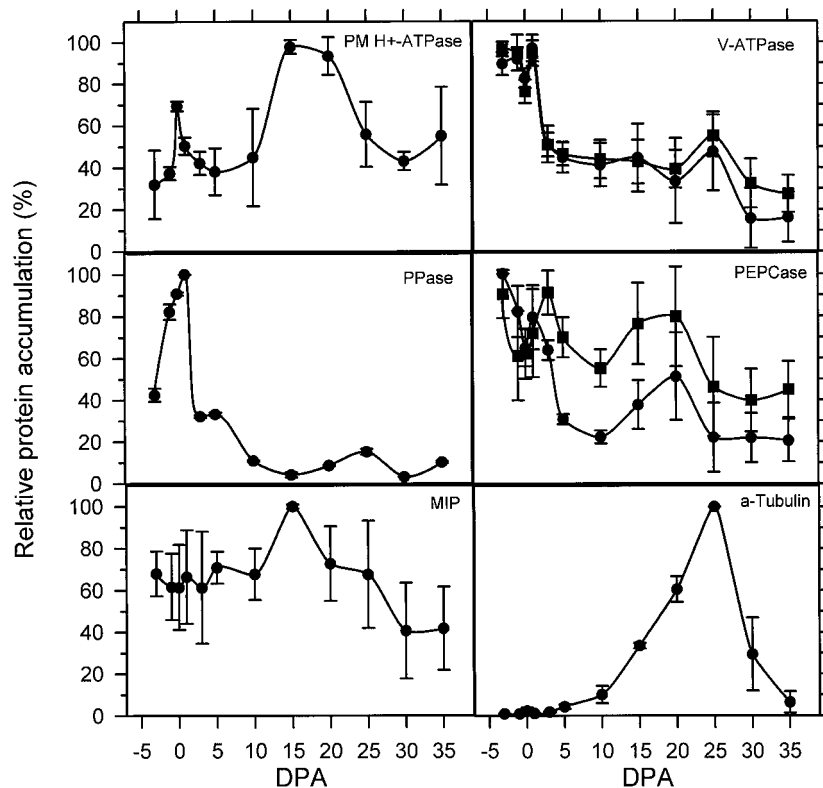 Relative protein accumulation (%)
PM H+-ATPase
V-ATPase
100
80
60
40
20
0
PPase
PEPCase
100
80
60
40
20
0
MIP
a-Tubulin
100
80
60
40
20
0
-5 0 5 10 15 20 25 30 35
-5 0 5 10 15 20 25 30 35
DPA
DPA